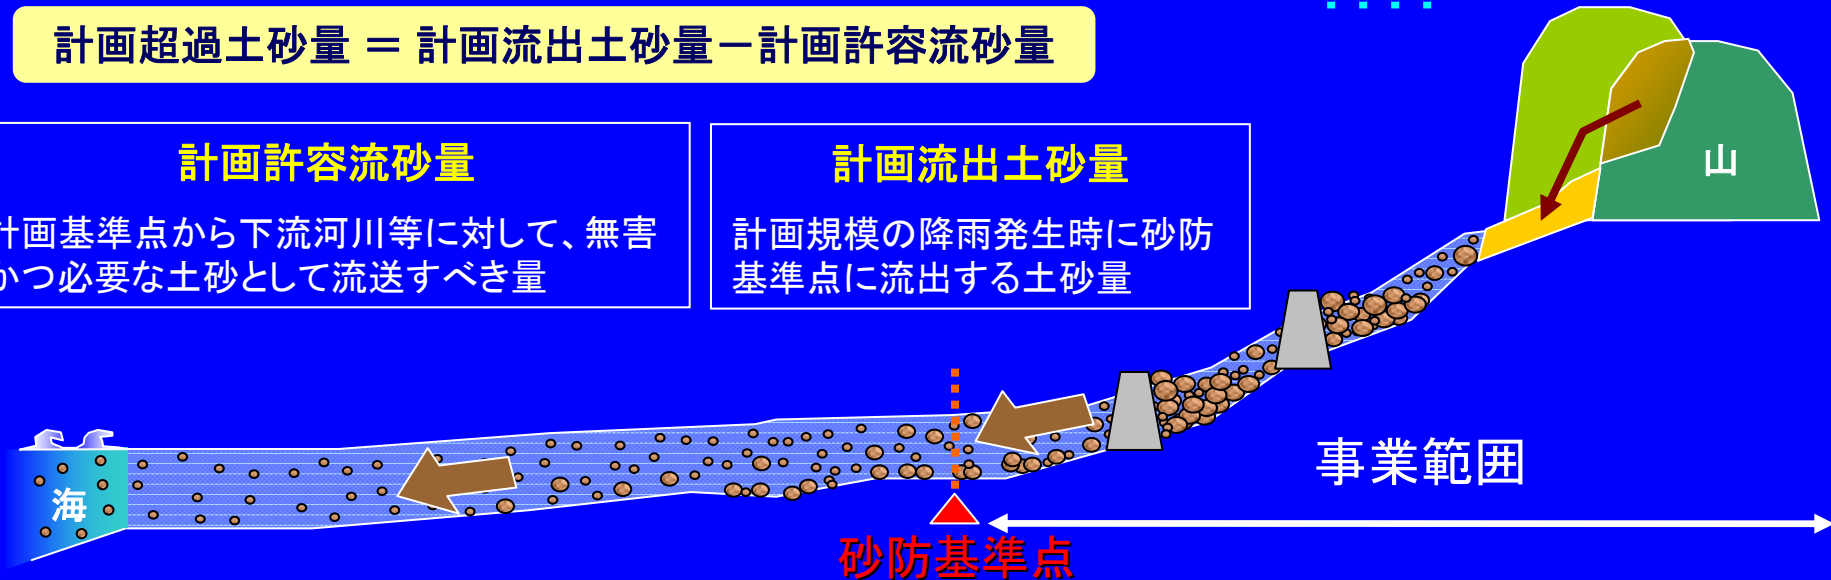 計画超過土砂量 = 計画流出土砂量－計画許容流砂量
計画許容流砂量
計画基準点から下流河川等に対して、無害
かつ必要な土砂として流送すべき量
計画流出土砂量
計画規模の降雨発生時に砂防
基準点に流出する土砂量
山
事業範囲
海
砂防基準点